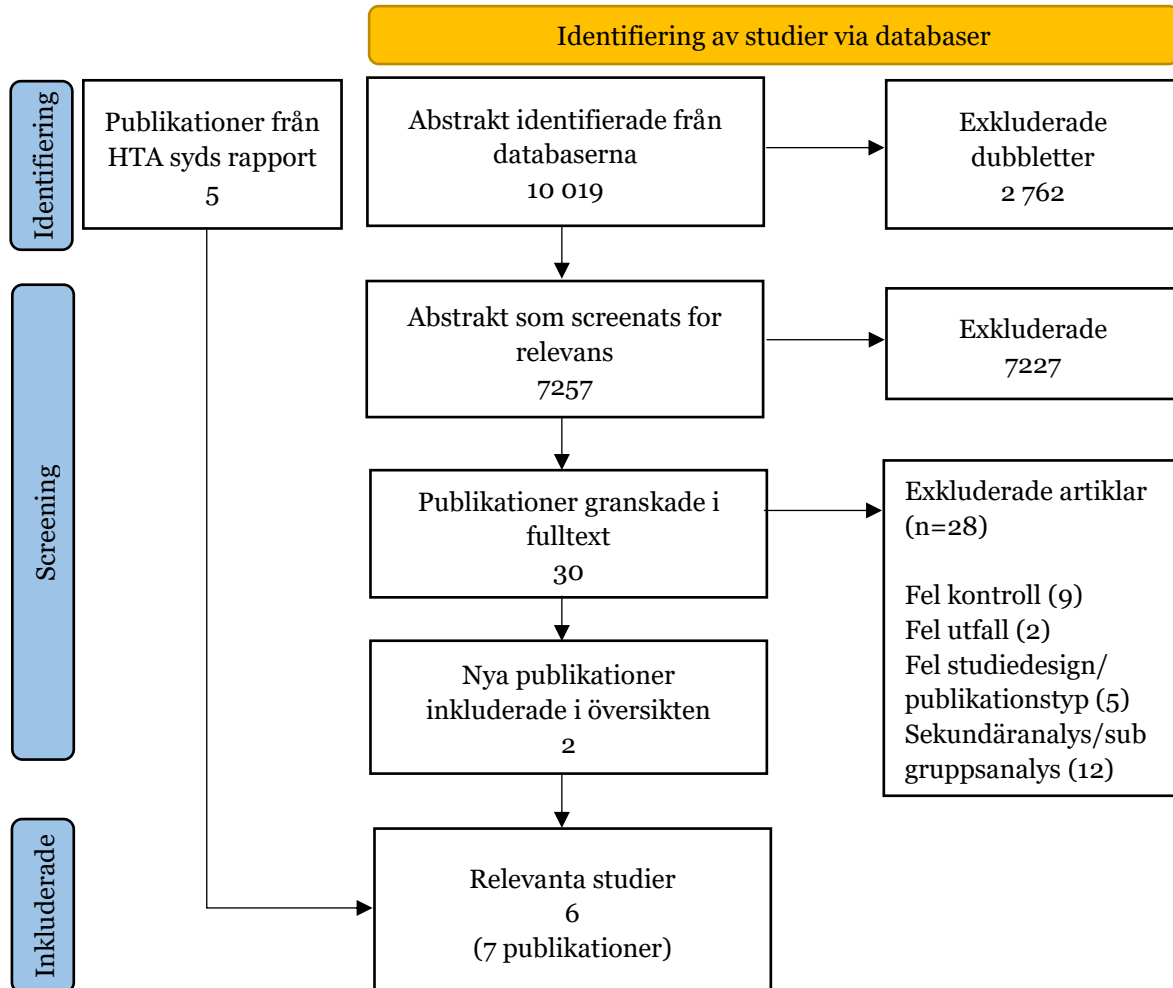 Identifiering av studier via databaser
Identifiering
Publikationer från
HTA syds rapport
5
Abstrakt identifierade från
databaserna
10 019
Exkluderade
dubbletter
2 762
Screening
Abstrakt som screenats for
relevans
7257
Exkluderade
7227
Publikationer granskade i
fulltext
30
Exkluderade artiklar
(n=28)
Fel kontroll (9)
Fel utfall (2)
Fel studiedesign/
publikationstyp (5)
Sekundäranalys/sub
gruppsanalys (12)
Nya publikationer
inkluderade i översikten
2
Inkluderade
Relevanta studier
6
(7 publikationer)